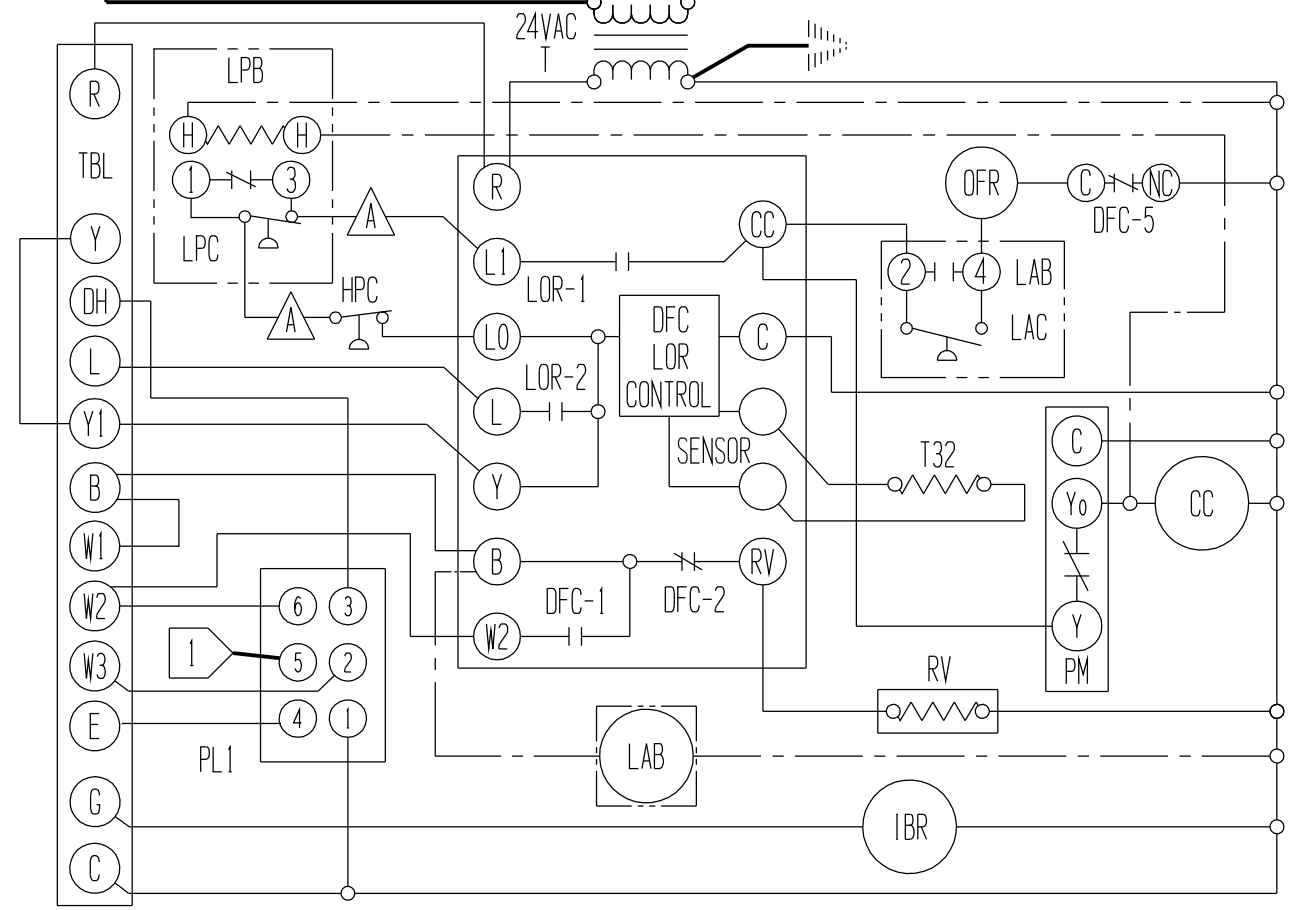 24VAC
T
LPB
R
H
H
TBL
1
3
R
OFR
C
NC
DFC-5
A
CC
Y
LPC
L1
2
4
LAB
DH
HPC
LOR-1
A
DFC
LOR
CONTROL
LO
C
LAC
L
LOR-2
L
Y1
SENSOR
T32
C
B
Y
Yo
CC
W1
B
RV
W2
6
3
DFC-1
DFC-2
1
5
2
W2
Y
W3
RV
PM
4
1
E
PL1
LAB
G
IBR
C